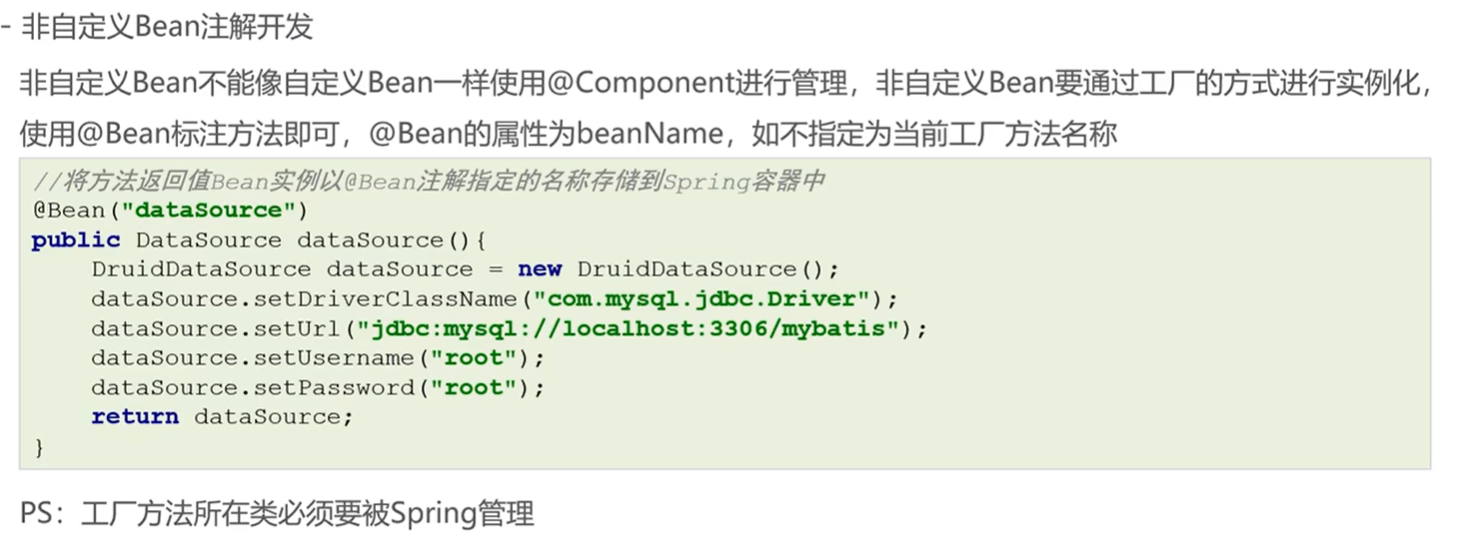 - 非自定义Bean注解开发
非自定义Bean不能像自定义Bean一样使用@Component进行管理，非自定义Bean要通过工厂的方式进行实例化，
使用@Bean标注方法即可，@Bean的属性为beanName，如不指定为当前工厂方法名称
//将方法返回值Bean实例以@Bean注解指定的名称存储到Spring容器中
@Bean("dataSource")
public DataSource dataSource(){
    DruidDataSource dataSource = new DruidDataSource();
    dataSource.setDriverClassName("com.mysql.jdbc.Driver");
    dataSource.setUrl("jdbc:mysql://localhost:3306/mybatis");
    dataSource.setUsername("root");
    dataSource.setPassword("root");
    return dataSource;
}
PS：工厂方法所在类必须要被Spring管理